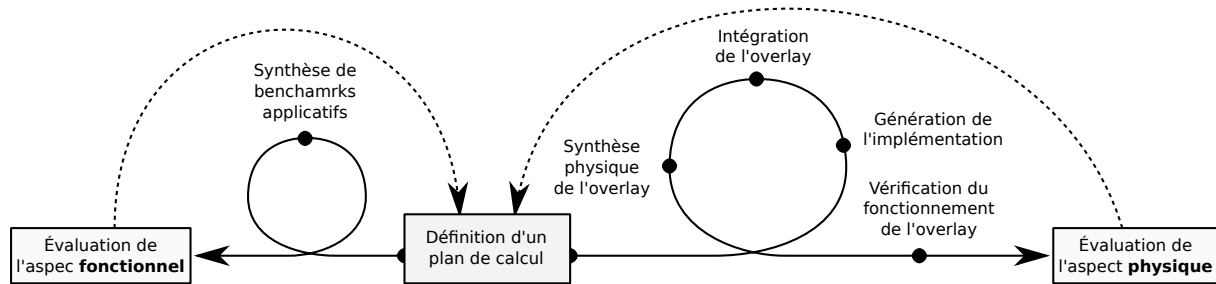 Intégration
de l'overlay
Synthèse de
benchamrks
applicatifs
Génération de
l'implémentation
Synthèse
physique
de l'overlay
Vérification du
fonctionnement
de l'overlay
Évaluation de
l'aspec fonctionnel
Définition d'un
plan de calcul
Évaluation de
l'aspect physique